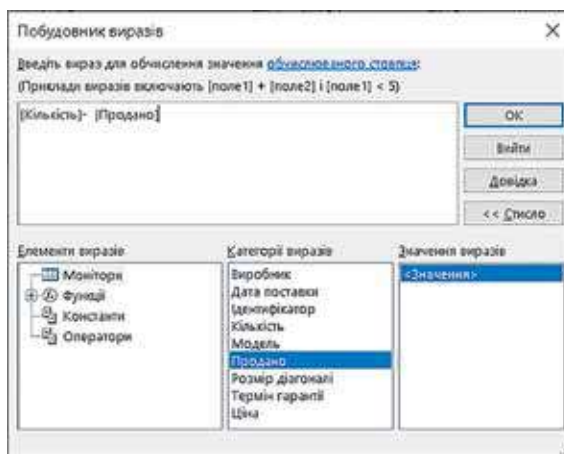 Побудовник виразів
Введіть вираз для обчислення значення обчислюваного стовпця:
(Приклади виразів включають [поле1] + [поле2] і [поле1] < 5)
[Кількість]- [Продано]
ОК
Вийти
Довідка
<< Стисло
Елементи виразів
Категорії виразів
Значення виразів
Монітори
Функції
Константи
Оператори
Виробник
Дата поставки
Ідентифікатор
Кількість
Модель
Продано
Розмір діагоналі
Термін гарантії
Ціна
<Значення>